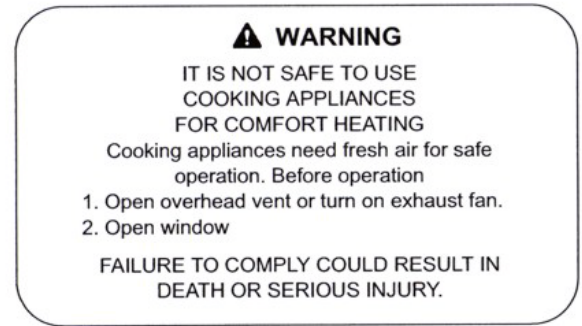 WARNING
IT IS NOT SAFE TO USE
COOKING APPLIANCES
FOR COMFORT HEATING
Cooking appliances need fresh air for safe
operation. Before operation
1. Open overhead vent or turn on exhaust fan.
2. Open window
FAILURE TO COMPLY COULD RESULT IN
DEATH OR SERIOUS INJURY.